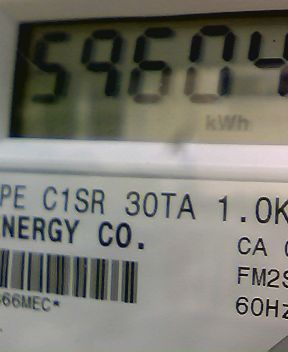 59604
kWh
PE C1SR 30TA 1.0K
NERGY CO.
CA
FM2S
66MEC*
60Hz